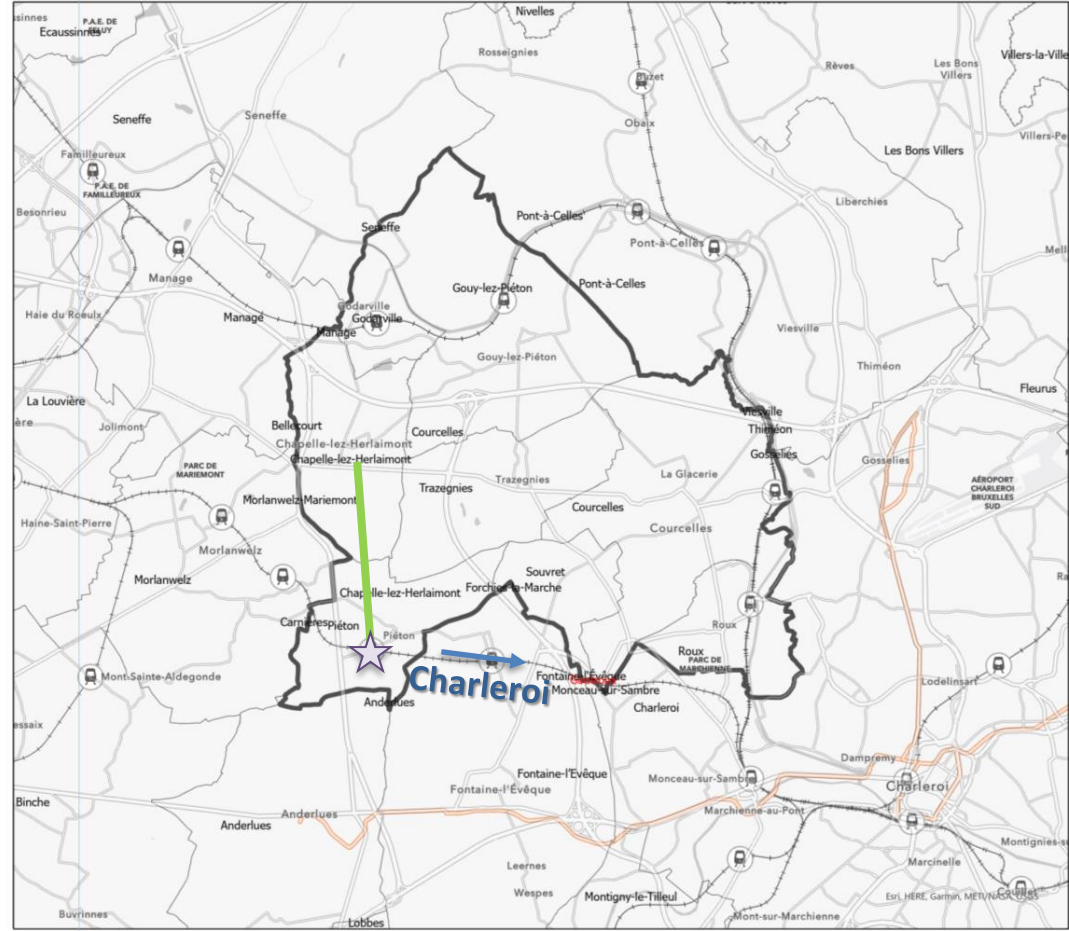 Nivelles
Ecaussinnes
P.A.E. DE
FELUY
Rosseignies
Villers-la-Ville
Rèves
Les Bons
Villers
Buzet
Seneffe
Seneffe
Obaix
Les Bons Villers
Familleureux
P.A.E. DE
FAMILLEUREUX
Besonrieu
Liberchies
Pont-à-Celles
Seneffe
Pont-à-Celles
Manage
Gouy-lez-Piéton
Pont-à-Celles
Godarville
Haie du Roeulx
Manage
Godarville
Manage
Viesville
Gouy-lez-Piéton
Thiméon
Fleurus
La Louvière
Jolimont
Bellecourt
Viesville
Thiméon
Courcelles
Chapelle-lez-Herlaimont
Chapelle-lez-Herlaimont
Gosselies
Gosselies
PARC DE
MARIEMONT
La Glacerie
Trazegnies
Trazegnies
AÉROPORT
CHARLEROI
BRUXELLES
SUD
Morlanwelz-Mariemont
Courcelles
Haine-Saint-Pierre
Courcelles
Morlanwelz
Morlanwelz
Souvret
Forchies-la-Marche
Chapelle-lez-Herlaimont
Carnières
Piéton
Piéton
Roux
Roux
PARC DE
MARCHIENNE
Mont-Sainte-Aldegonde
Charleroi
Fontaine-l'Évêque
Monceau-sur-Sambre
Lodelinsart
Anderlues
Charleroi
Dampremy
Fontaine-l'Evêque
Monceau-sur-Sambre
Charleroi
Fontaine-l'Évêque
Binche
Anderlues
Marchienne-au-Pont
Anderlues
Marcinelle
Leernes
Wespes
Montigny-le-Tilleul
Esri, HERE, Garmin, METI/NASA, USGS
Couillet
Buvrinnes
Lobbes
Mont-sur-Marchienne